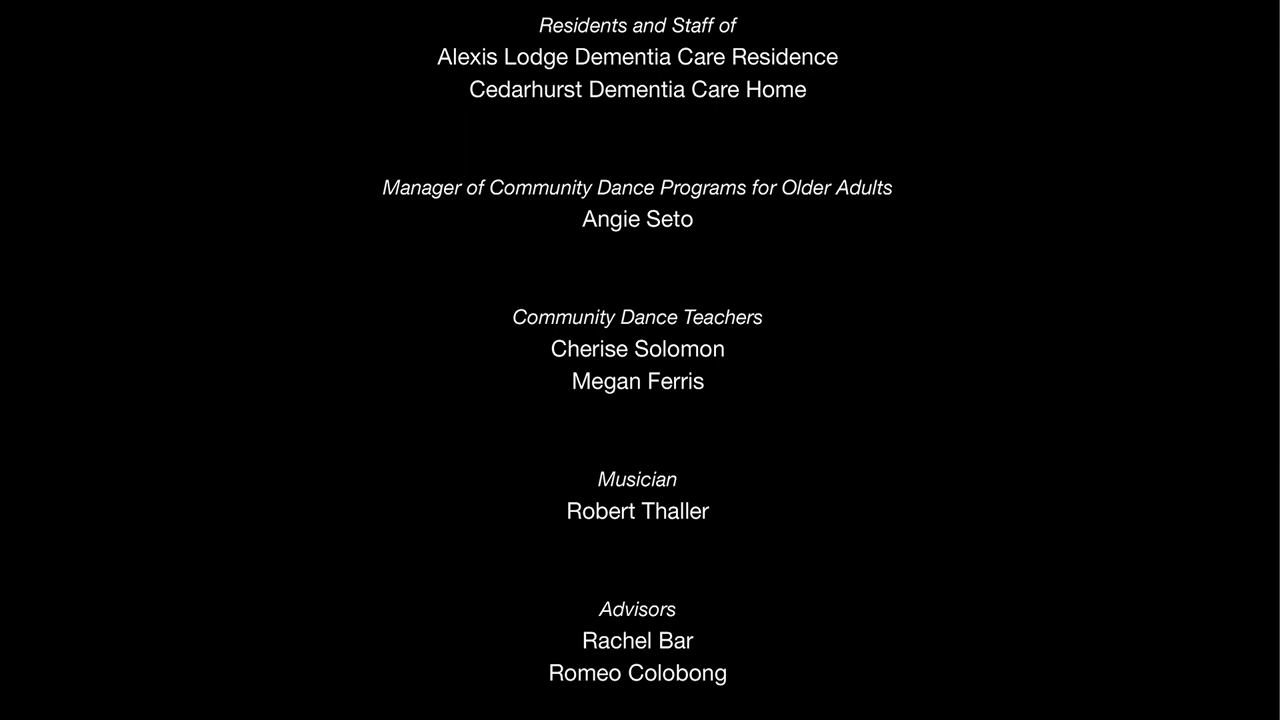 Residents and Staff of
Alexis Lodge Dementia Care Residence
Cedarhurst Dementia Care Home
Manager of Community Dance Programs for Older Adults
Angie Seto
Community Dance Teachers
Cherise Solomon
Megan Ferris
Musician
Robert Thaller
Advisors
Rachel Bar
Romeo Colobong